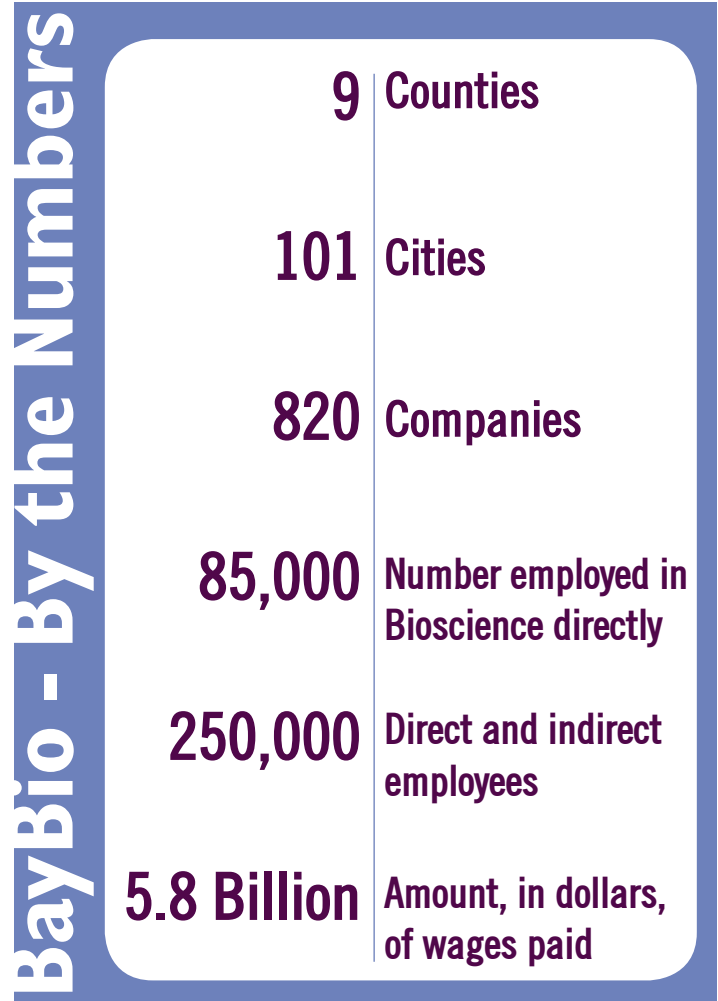 BayBio - By the Numbers
9 Counties
101 Cities
820 Companies
85,000 Number employed in
Bioscience directly
250,000 Direct and indirect
employees
5.8 Billion Amount, in dollars,
of wages paid